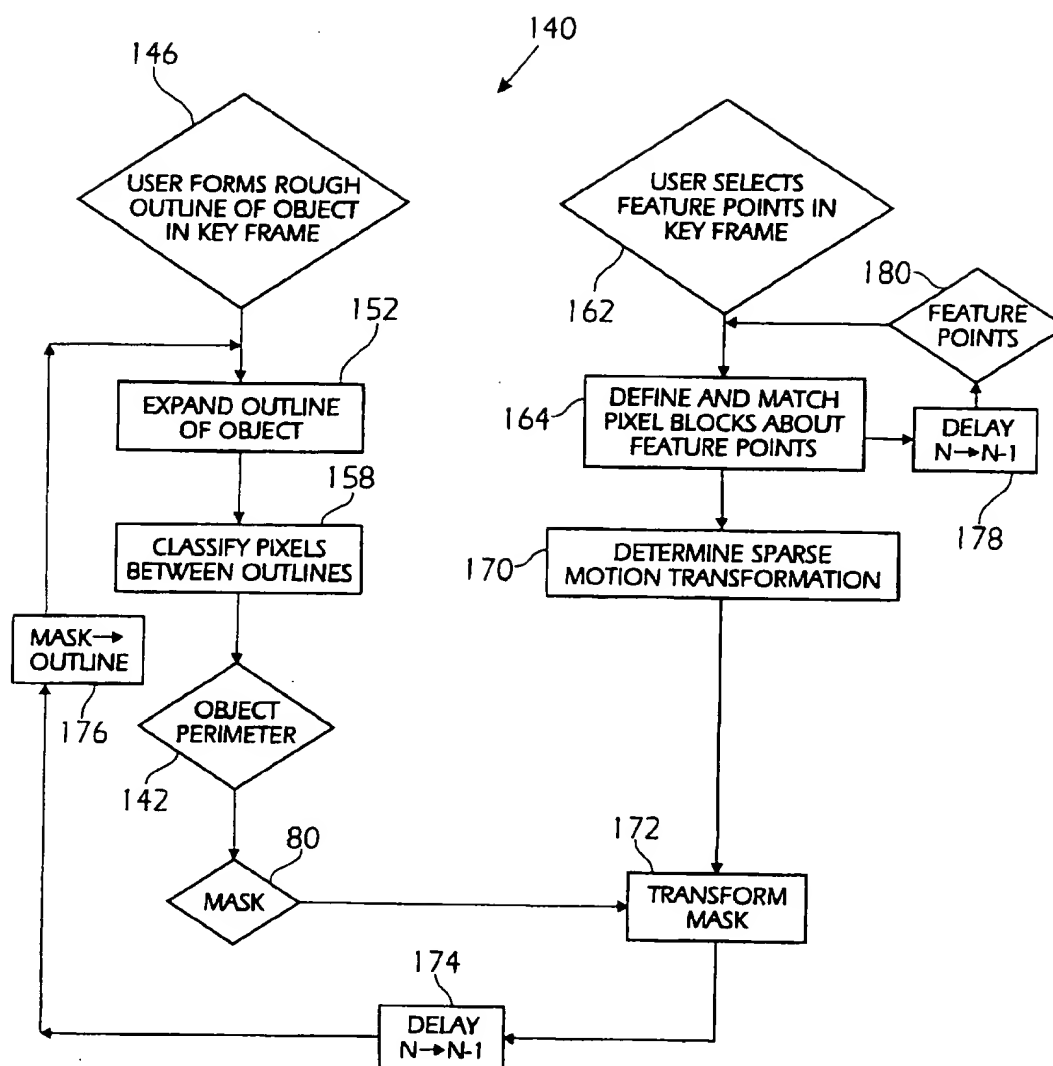 140
146
USER FORMS ROUGH
OUTLINE OF OBJECT
IN KEY FRAME
USER SELECTS
FEATURE POINTS IN
KEY FRAME
162
180
FEATURE
POINTS
152
EXPAND OUTLINE
OF OBJECT
164
DEFINE AND MATCH
PIXEL BLOCKS ABOUT
FEATURE POINTS
DELAY
N→N-1
178
158
CLASSIFY PIXELS
BETWEEN OUTLINES
170
DETERMINE SPARSE
MOTION TRANSFORMATION
MASK→
OUTLINE
176
OBJECT
PERIMETER
142
80
MASK
172
TRANSFORM
MASK
174
DELAY
N→N-1